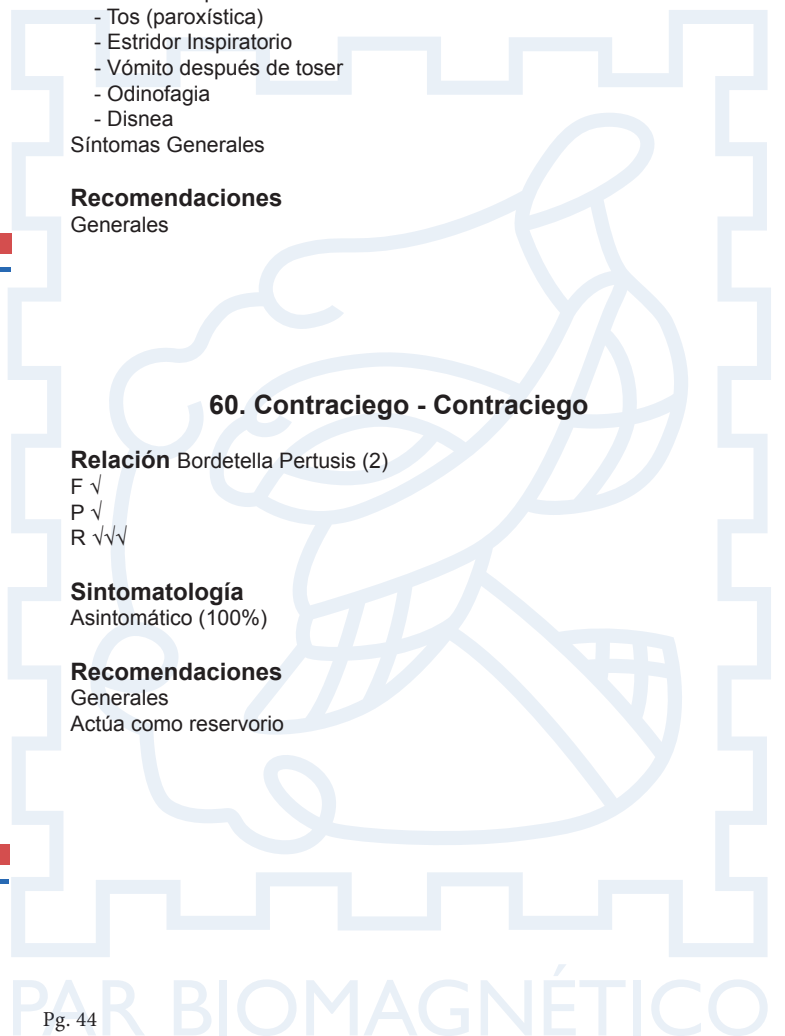 - Tos (paroxística)
- Estridor Inspiratorio
- Vómito después de toser
- Odinofagia
- Disnea
Síntomas Generales
Recomendaciones
Generales
60. Contraciego - Contraciego
Relación Bordetella Pertusis (2)
F √
P √
R √√√
Sintomatología
Asintomático (100%)
Recomendaciones
Generales
Actúa como reservorio
PAR BIOMAGNÉTICO
Pg. 44